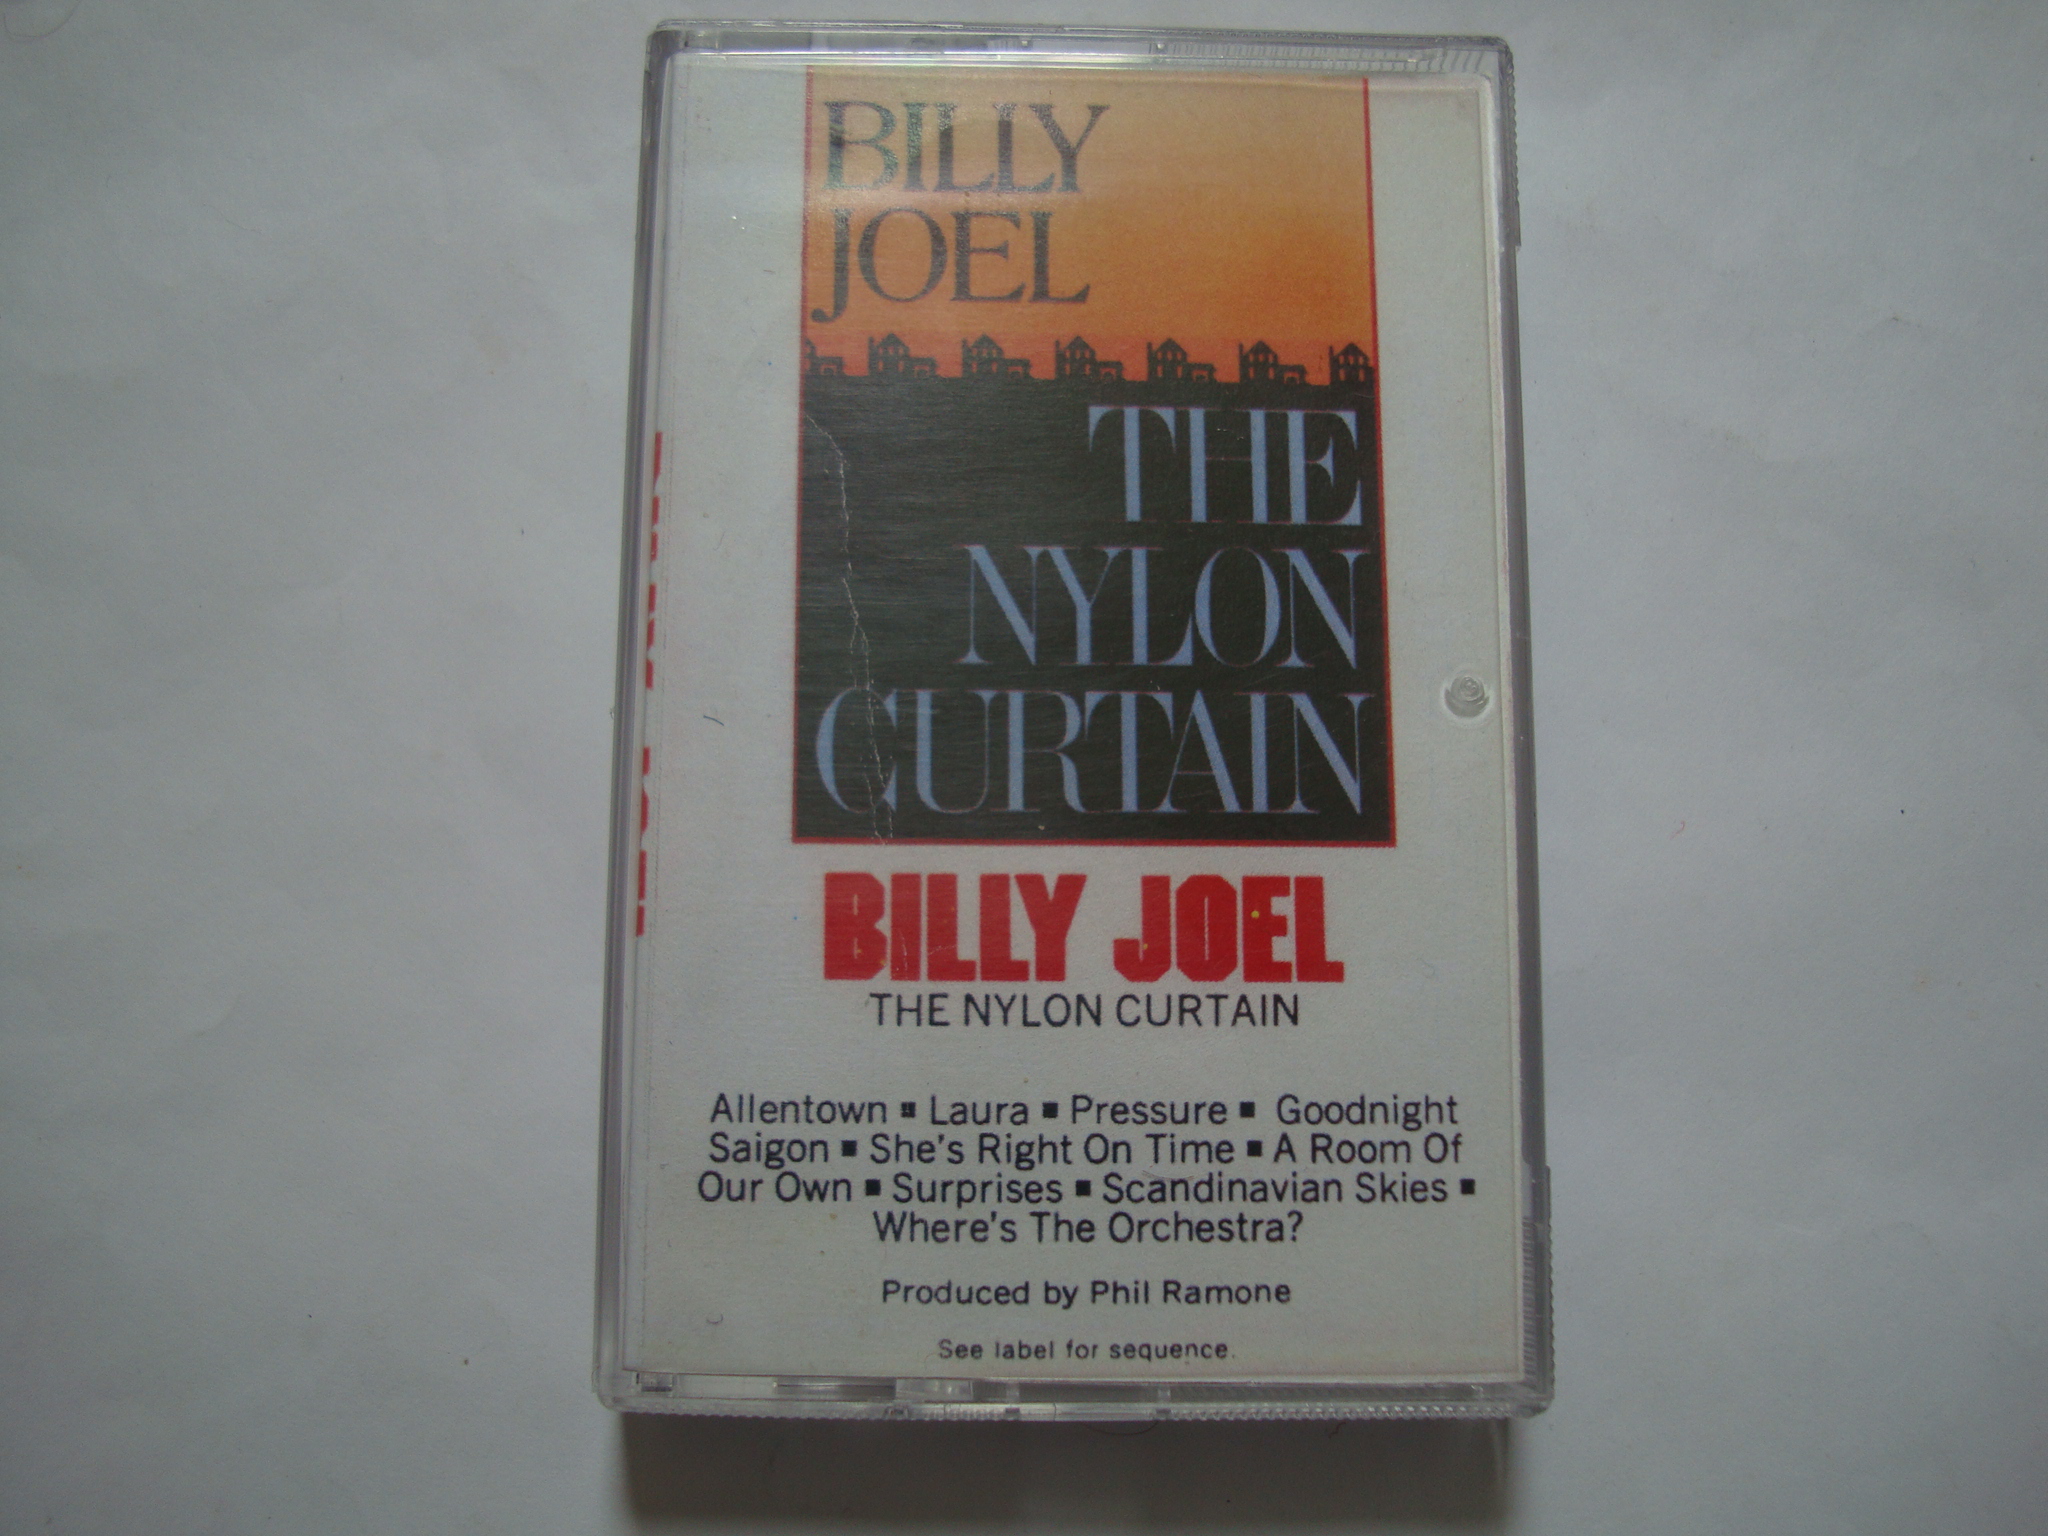 BILLY
JOEL
THE
NYLON
CURTAIN
BILLY JOEL
THE NYLON CURTAIN
Allentown ■ Laura ■ Pressure ■ Goodnight
Saigon ■ She's Right On Time ■ A Room Of
Our Own ■ Surprises ■ Scandinavian Skies ■
Where's The Orchestra?
Produced by Phil Ramone
See label for sequence.